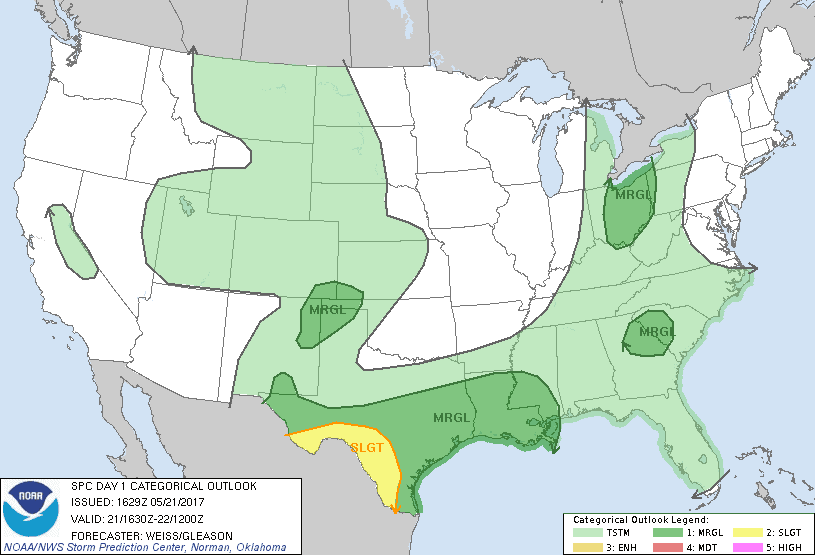 MRGL
MRGL
MRGL
MRGL
SLGT
NOAA
SPC DAY 1 CATEGORICAL OUTLOOK
ISSUED: 1629Z 05/21/2017
VALID: 21/1630Z-22/1200Z
FORECASTER: WEISS/GLEASON
NOAA/NWS Storm Prediction Center, Norman, Oklahoma
Categorical Outlook Legend:
TSTM 1: MRGL 2: SLGT
3: ENH 4: MDT 5: HIGH